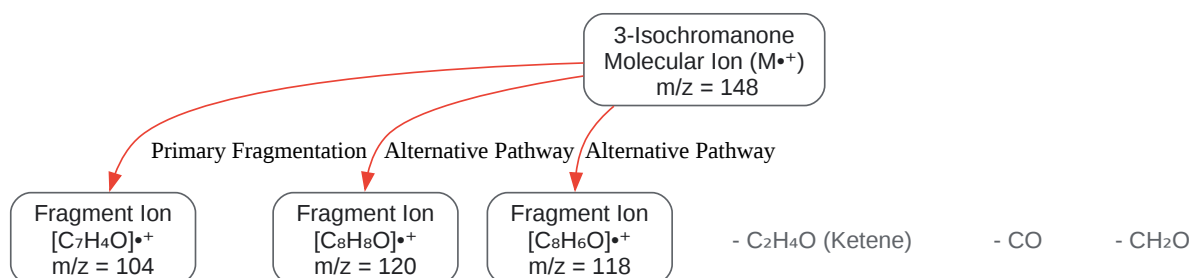 3-Isochromanone
Molecular Ion (M•⁺)
m/z = 148
Primary Fragmentation
Alternative Pathway
Alternative Pathway
Fragment Ion
[C₇H₄O]•⁺
m/z = 104
Fragment Ion
[C₈H₈O]•⁺
m/z = 120
Fragment Ion
[C₈H₆O]•⁺
m/z = 118
- C₂H₄O (Ketene)
- CO
- CH₂O